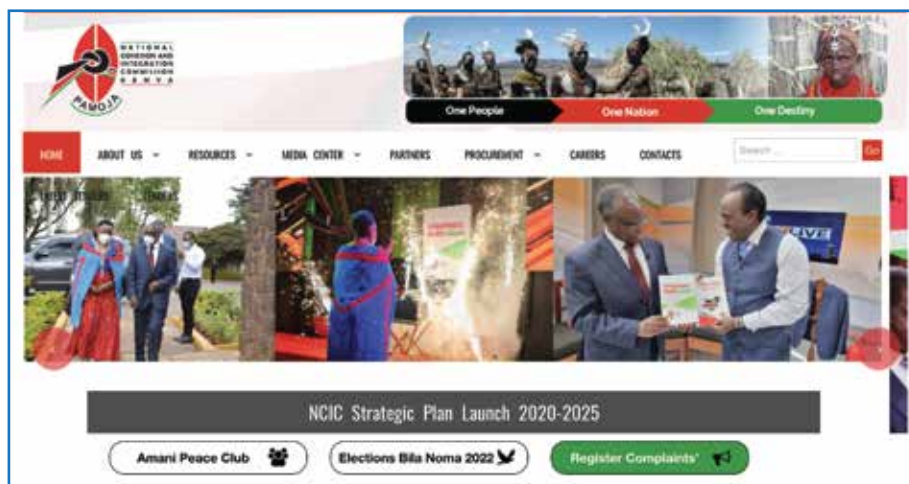 NATIONAL
COHESION AND
INTEGRATION
COMMISSION
KENYA
PAMOJA
One People
One Nation
One Destiny
HOME ABOUT US RESOURCES MEDIA CENTER PARTNERS PROCUREMENT CAREERS CONTACTS Search ... Go
LIVE
NCIC Strategic Plan Launch 2020-2025
Amani Peace Club
Elections Bila Noma 2022
Register Complaints'